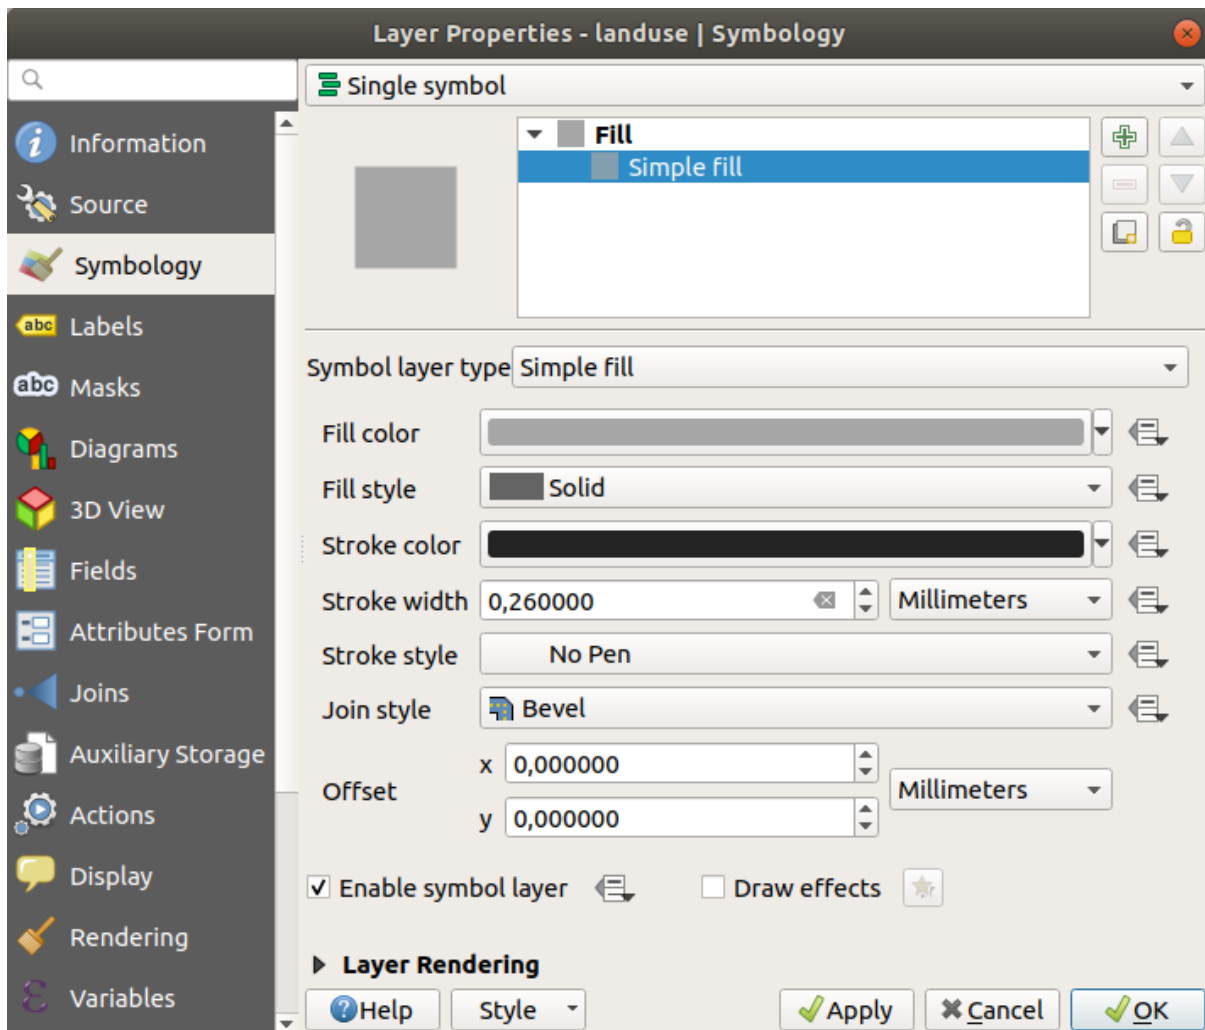 Layer Properties - landuse | Symbology
Information
Source
Symbology
abc Labels
abc Masks
Diagrams
3D View
Fields
Attributes Form
Joins
Auxiliary Storage
Actions
Display
Rendering
Variables
Single symbol
Fill
Simple fill
Symbol layer type Simple fill
Fill color
Fill style Solid
Stroke color
Stroke width 0,260000 Millimeters
Stroke style No Pen
Join style Bevel
Offset x 0,000000 Millimeters
y 0,000000
Enable symbol layer Draw effects
Layer Rendering
Help Style Apply Cancel OK